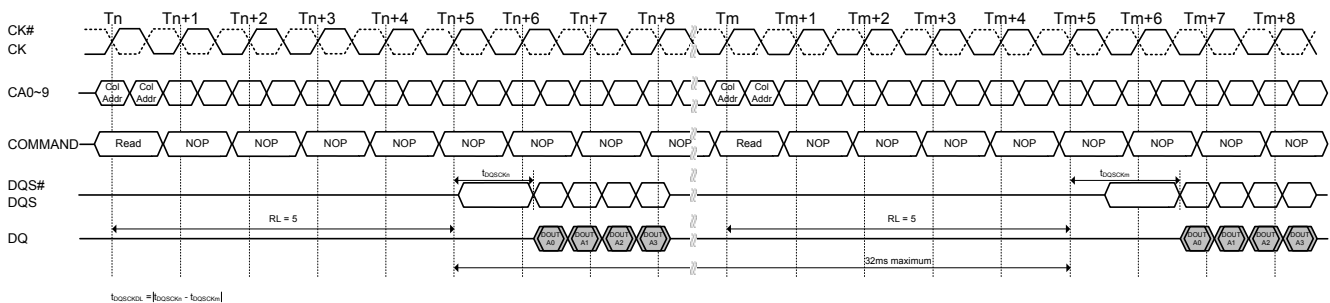 Tn Tn+1 Tn+2 Tn+3 Tn+4 Tn+5 Tn+6 Tn+7 Tn+8 Tm Tm+1 Tm+2 Tm+3 Tm+4 Tm+5 Tm+6 Tm+7 Tm+8
CK#
CK
CA0~9 Col Addr Col Addr Col Addr Col Addr
COMMAND Read NOP NOP NOP NOP NOP NOP NOP NOP Read NOP NOP NOP NOP NOP NOP NOP NOP
tDQSCKn tDQSCKm
DQS#
DQS
RL = 5 RL = 5
DQ DOUT A0 DOUT A1 DOUT A2 DOUT A3 DOUT A0 DOUT A1 DOUT A2 DOUT A3
32ms maximum
tDQSCKDL = |tDQSCKn - tDQSCKm|